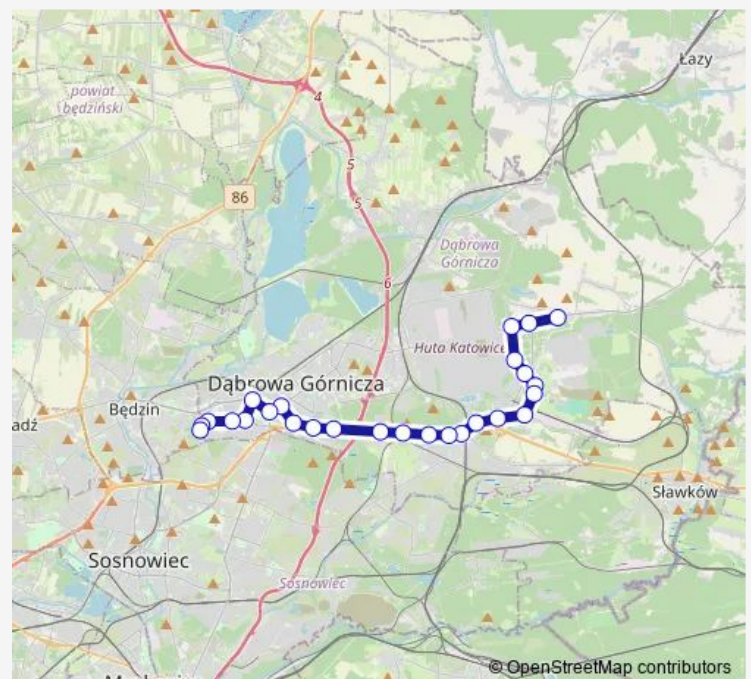 Łazy
powiat
będziński
4
5
86
5
Dąbrowa
Górnicza
6
Huta Katowice
Dąbrowa Górnicza
Będzin
adź
Sławków
Sosnowiec
Sosnowiec
© OpenStreetMap contributors